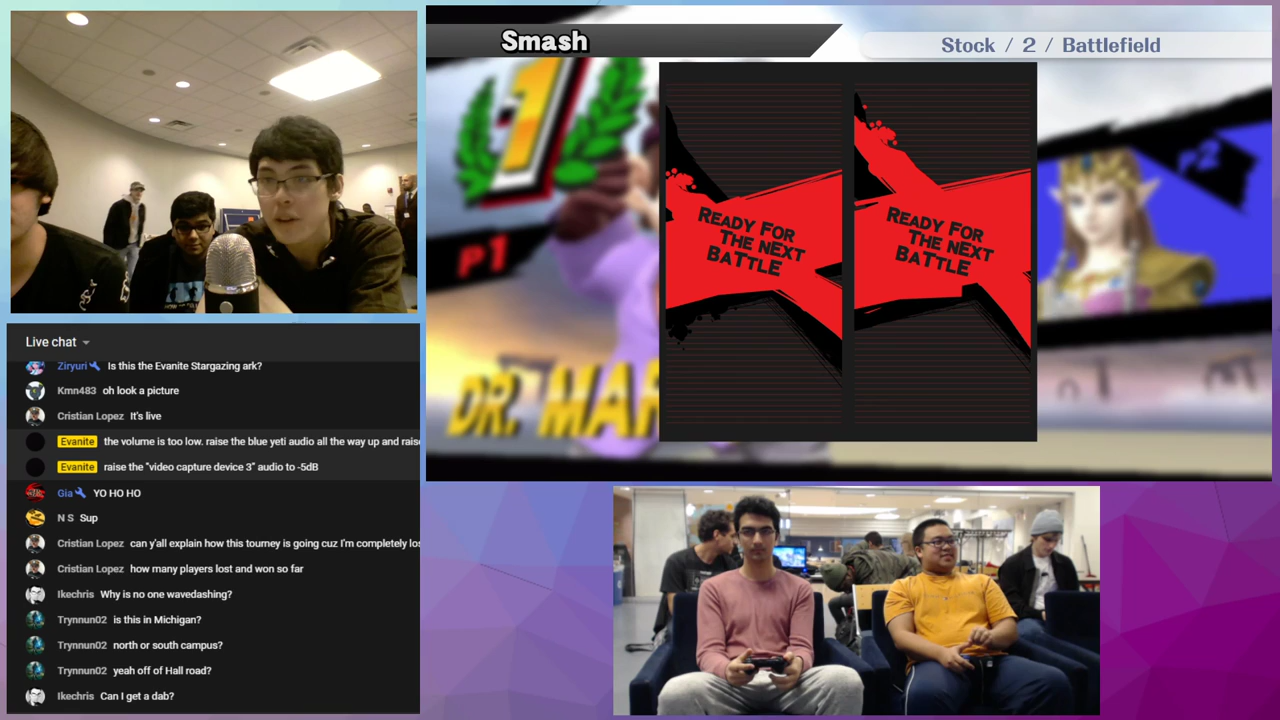 Smash
Stock / 2 / Battlefield
1
P1
DR. MAR
READY FOR
THE NEXT
BATTLE
READY FOR
THE NEXT
BATTLE
P2
Live chat
Ziryuri Is this the Evanite Stargazing ark?
Kmn483 oh look a picture
Cristian Lopez It's live
Evanite the volume is too low. raise the blue yeti audio all the way up and raise
Evanite raise the "video capture device 3" audio to -5dB
Gia YO HO HO
N S Sup
Cristian Lopez can y'all explain how this tourney is going cuz I'm completely los
Cristian Lopez how many players lost and won so far
Ikechris Why is no one wavedashing?
Trynnun02 is this in Michigan?
Trynnun02 north or south campus?
Trynnun02 yeah off of Hall road?
Ikechris Can I get a dab?